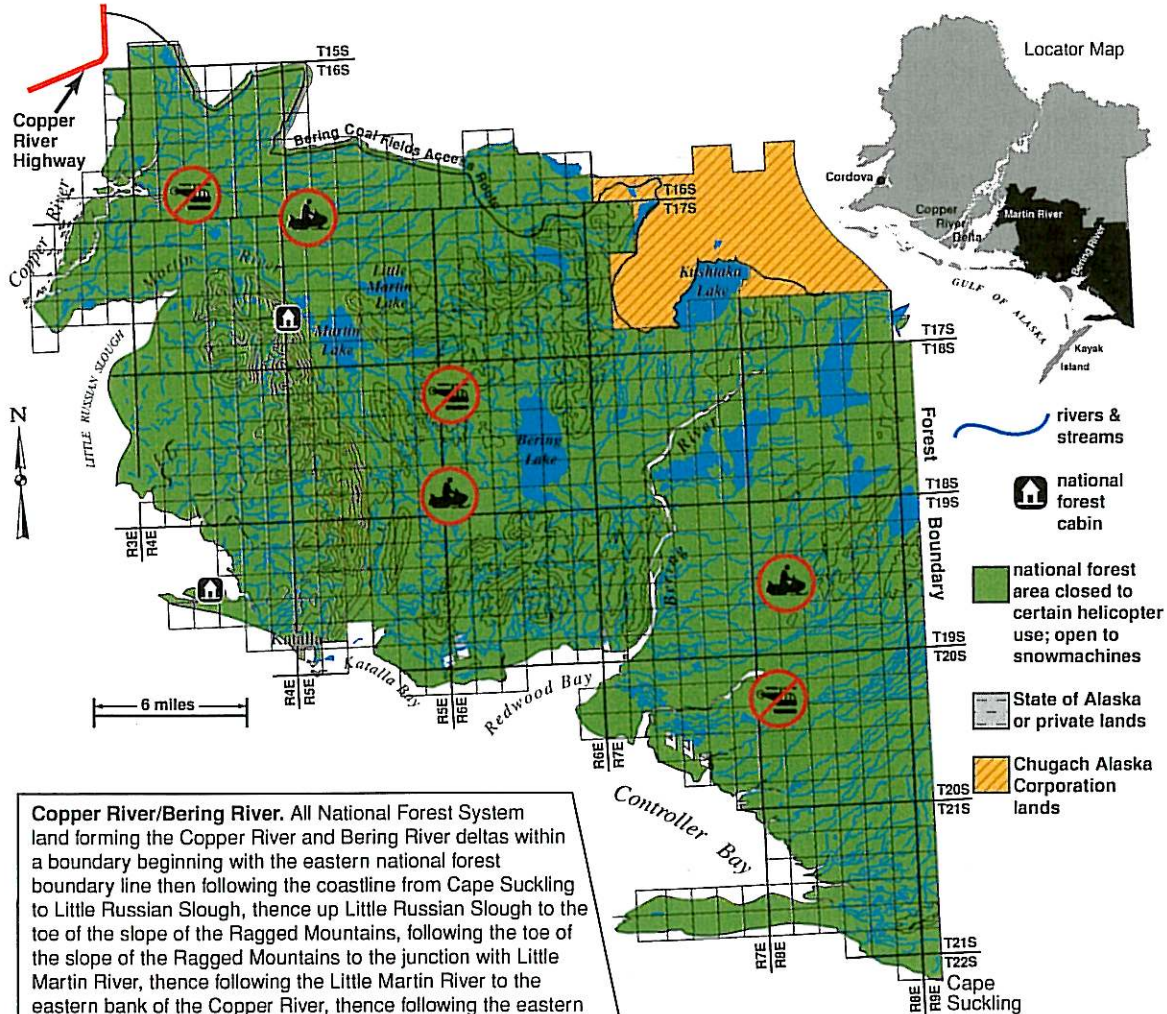 T15S
T16S
Locator Map
Copper
River
Highway
Bering Coal Fields Access Route
T16S
T17S
Cordova
Copper
River
Delta
Martin River
Bering River
GULF OF ALASKA
Kayak
Island
Copper River
Martin River
Little
Martin
Lake
Martin
Lake
Kushtaka
Lake
LITTLE RUSSIAN SLOUGH
T17S
T18S
N
Bering
Lake
River
Bering
Forest
Boundary
rivers &
streams
T18S
T19S
national
forest
cabin
R3E
R4E
national forest
area closed to
certain helicopter
use; open to
snowmachines
T19S
T20S
Katalla
Katalla Bay
R4E
R5E
R5E
R6E
Redwood Bay
6 miles
State of Alaska
or private lands
R6E
R7E
Chugach Alaska
Corporation
lands
Controller
Bay
T20S
T21S
Copper River/Bering River. All National Forest System
land forming the Copper River and Bering River deltas within
a boundary beginning with the eastern national forest
boundary line then following the coastline from Cape Suckling
to Little Russian Slough, thence up Little Russian Slough to the
toe of the slope of the Ragged Mountains, following the toe of
the slope of the Ragged Mountains to the junction with Little
Martin River, thence following the Little Martin River to the
eastern bank of the Copper River, thence following the eastern
R7E
R8E
T21S
T22S
R8E
R9E
Cape
Suckling